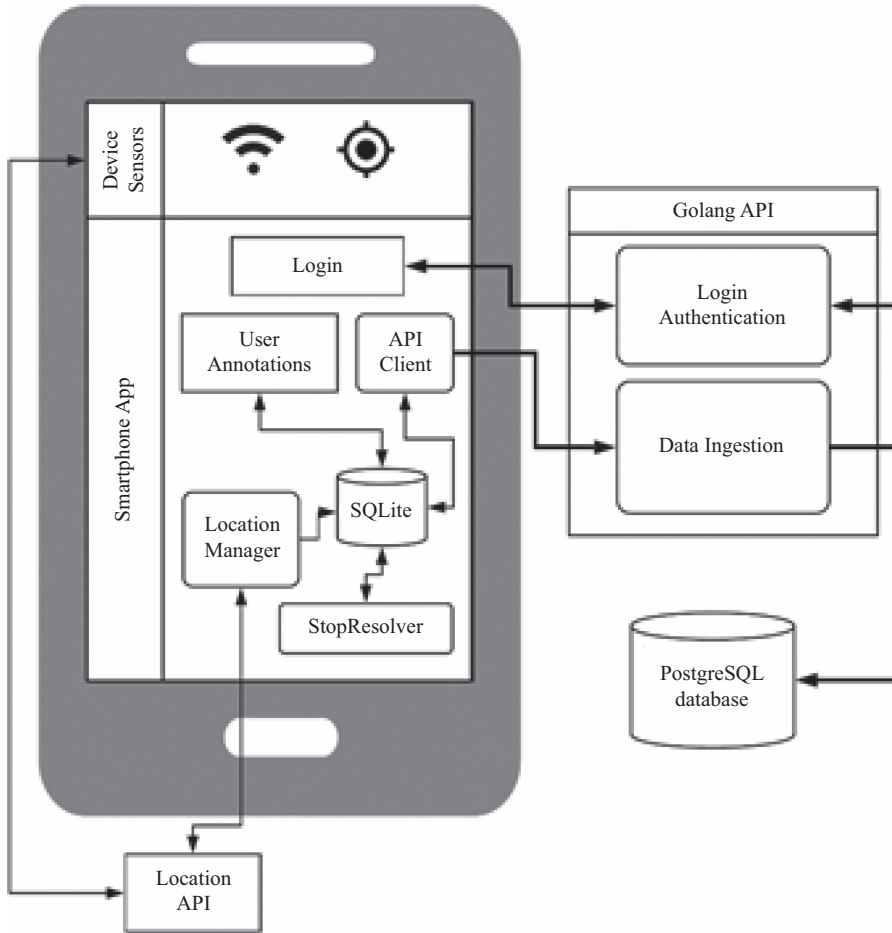 Device
Sensors
Smartphone App
Login
User
Annotations
API
Client
SQLite
Location
Manager
StopResolver
Location
API
Golang API
Login
Authentication
Data Ingestion
PostgreSQL
database